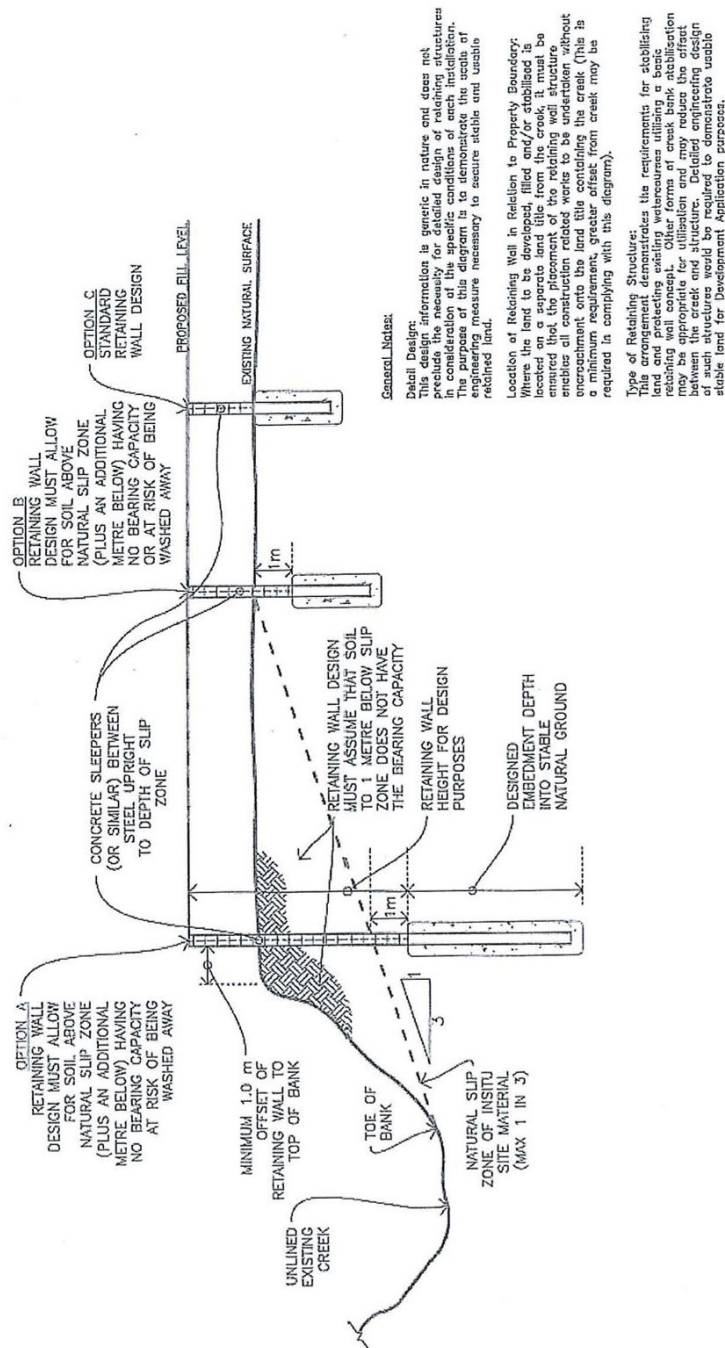 OPTION A
RETAINING WALL
DESIGN MUST ALLOW
FOR SOIL ABOVE
NATURAL SLIP ZONE
(PLUS AN ADDITIONAL
METRE BELOW) HAVING
NO BEARING CAPACITY
AT RISK OF BEING
WASHED AWAY
CONCRETE SLEEPERS
(OR SIMILAR) BETWEEN
STEEL UPRIGHT
TO DEPTH OF SLIP
ZONE
OPTION B
RETAINING WALL
DESIGN MUST ALLOW
FOR SOIL ABOVE
NATURAL SLIP ZONE
(PLUS AN ADDITIONAL
METRE BELOW) HAVING
NO BEARING CAPACITY
OR AT RISK OF BEING
WASHED AWAY
OPTION C
STANDARD
RETAINING
WALL DESIGN
PROPOSED FILL LEVEL
EXISTING NATURAL SURFACE
MINIMUM 1.0 m
OFFSET OF
RETAINING WALL TO
TOP OF BANK
UNLINED
EXISTING
CREEK
TOE OF
BANK
NATURAL SLIP
ZONE OF INSITU
SITE MATERIAL
(MAX 1 IN 3)
1
3
1m
1m
RETAINING WALL DESIGN
MUST ASSUME THAT SOIL
TO 1 METRE BELOW SLIP
ZONE DOES NOT HAVE
THE BEARING CAPACITY
RETAINING WALL
HEIGHT FOR DESIGN
PURPOSES
DESIGNED
EMBEDMENT DEPTH
INTO STABLE
NATURAL GROUND
General Notes:
Detail Design:
This design information is generic in nature and does not
preclude the necessity for detailed design of retaining structures
in consideration of the specific conditions of each installation.
The purpose of this diagram is to demonstrate the scale of
engineering measure necessary to secure stable and usable
retained land.
Location of Retaining Wall in Relation to Property Boundary:
Where the land to be developed, filled and/or stabilised is
located on a separate land title from the creek, it must be
ensured that the placement of the retaining wall structure
enables all construction related works to be undertaken without
encroachment onto the land title containing the creek (This is
a minimum requirement, greater offset from creek may be
required in complying with this diagram).
Type of Retaining Structure:
This arrangement demonstrates the requirements for stabilising
land and protecting existing watercourses utilising a basic
retaining wall concept. Other forms of creek bank stabilisation
may be appropriate for utilisation and may reduce the offset
between the creek and structure. Detailed engineering design
of such structures would be required to demonstrate usable
stable land for Development Application purposes.